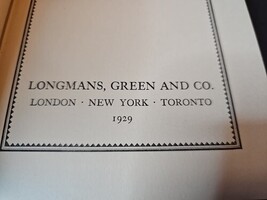 LONGMANS, GREEN AND CO.
LONDON · NEW YORK · TORONTO
1929